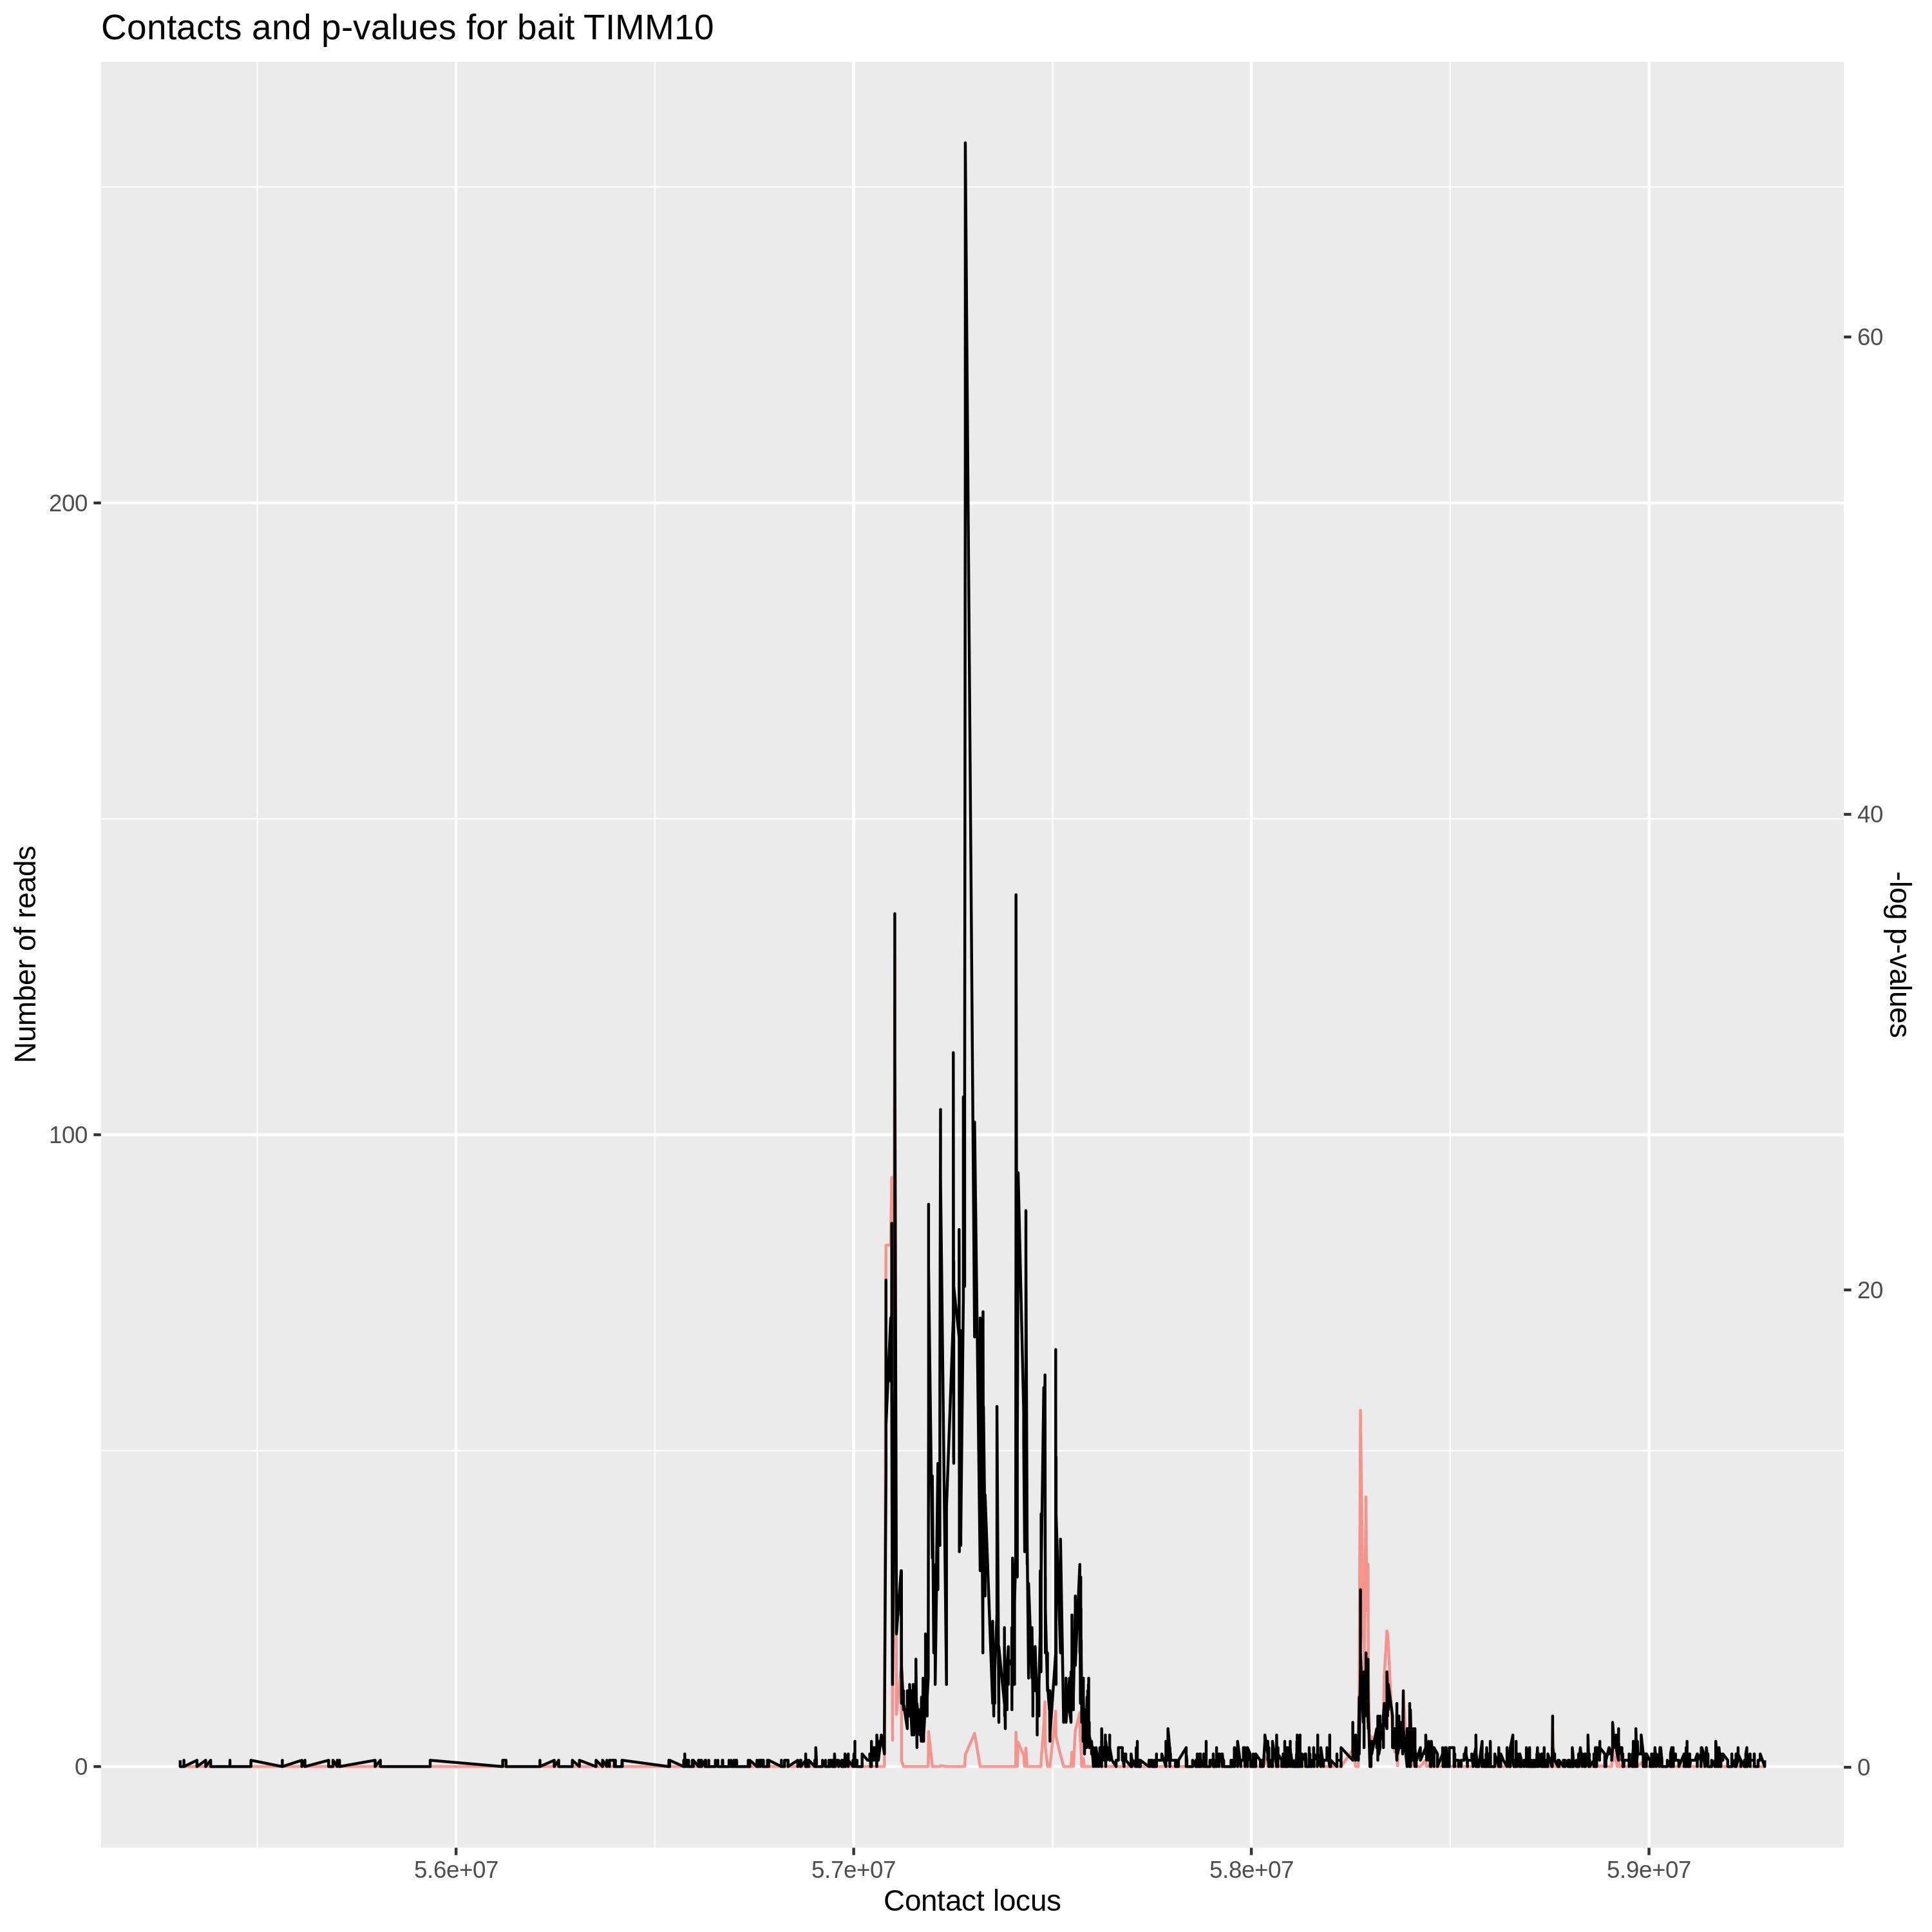 Contacts and p-values for bait TIMM10
Number of reads
200
100
0
60
40
20
0
-log p-values
5.6e+07
5.7e+07
5.8e+07
5.9e+07
Contact locus